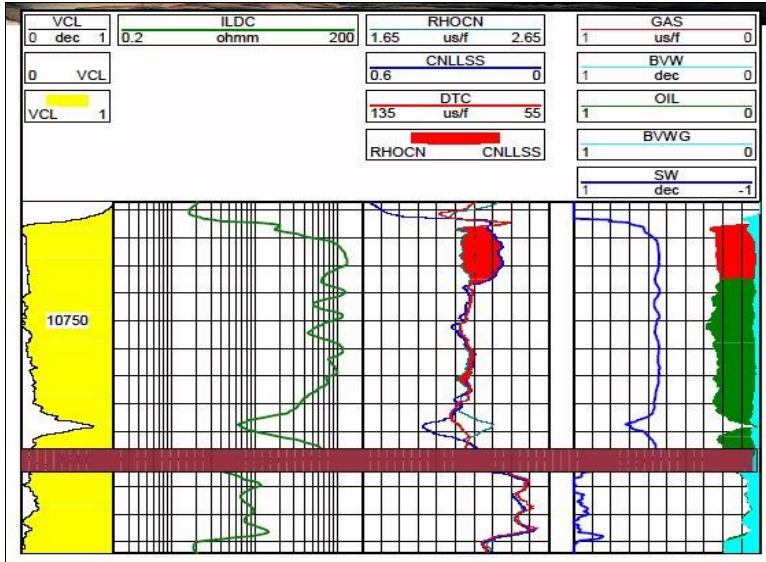 VCL
0 dec 1
0 VCL
VCL 1
ILDC
0.2 ohmm 200
RHOCN
1.65 us/f 2.65
CNLLSS
0.6 0
DTC
135 us/f 55
RHOCN CNLLSS
GAS
1 us/f 0
BVW
1 dec 0
OIL
1 0
BVWG
1 0
SW
1 dec -1
10750